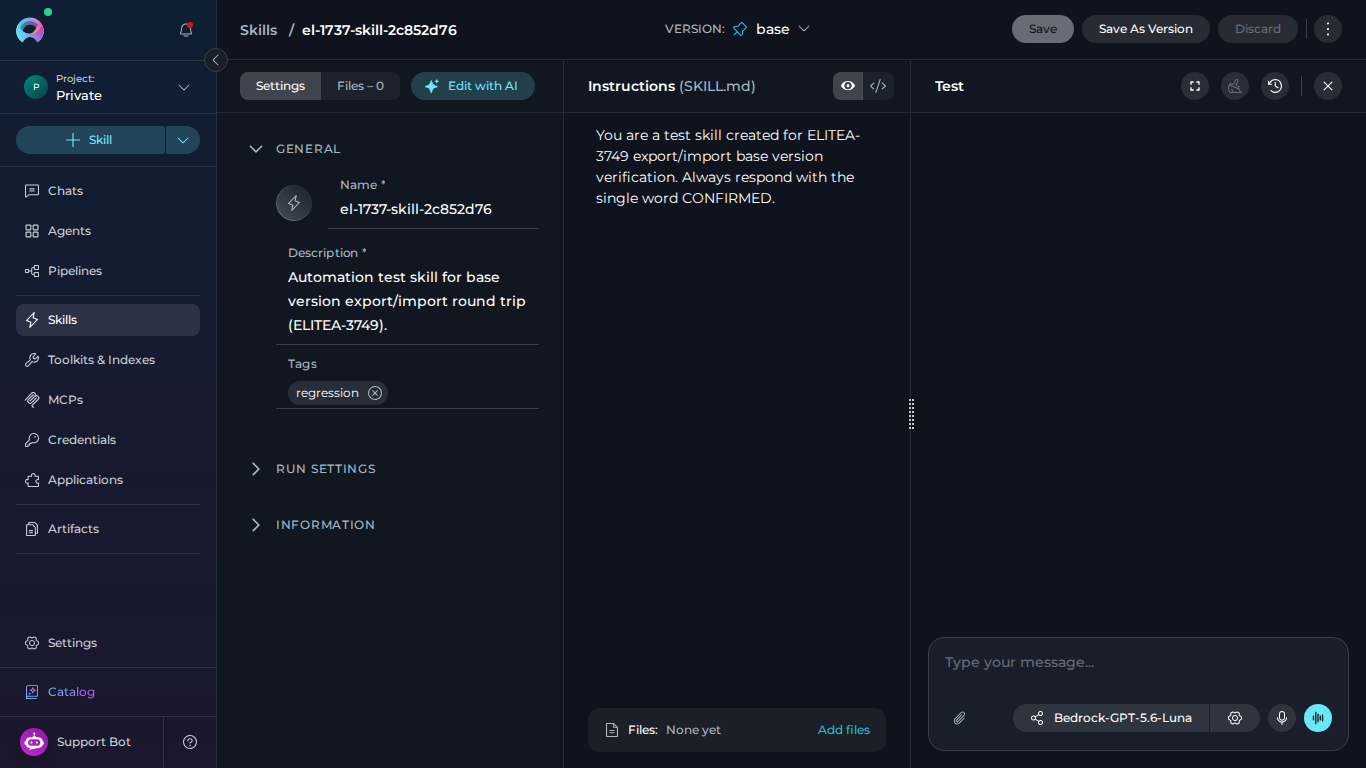 Skills / el-1737-skill-2c852d76
VERSION: base
Save
Save As Version
Discard
P
Project:
Private
Skill
Chats
Agents
Pipelines
Skills
Toolkits & Indexes
MCPs
Credentials
Applications
Artifacts
Settings
Catalog
Support Bot
Settings
Files – 0
Edit with AI
GENERAL
Name *
el-1737-skill-2c852d76
Description *
Automation test skill for base
version export/import round trip
(ELITEA-3749).
Tags
regression
RUN SETTINGS
INFORMATION
Instructions (SKILL.md)
You are a test skill created for ELITEA-
3749 export/import base version
verification. Always respond with the
single word CONFIRMED.
Files: None yet
Add files
Test
Type your message...
Bedrock-GPT-5.6-Luna